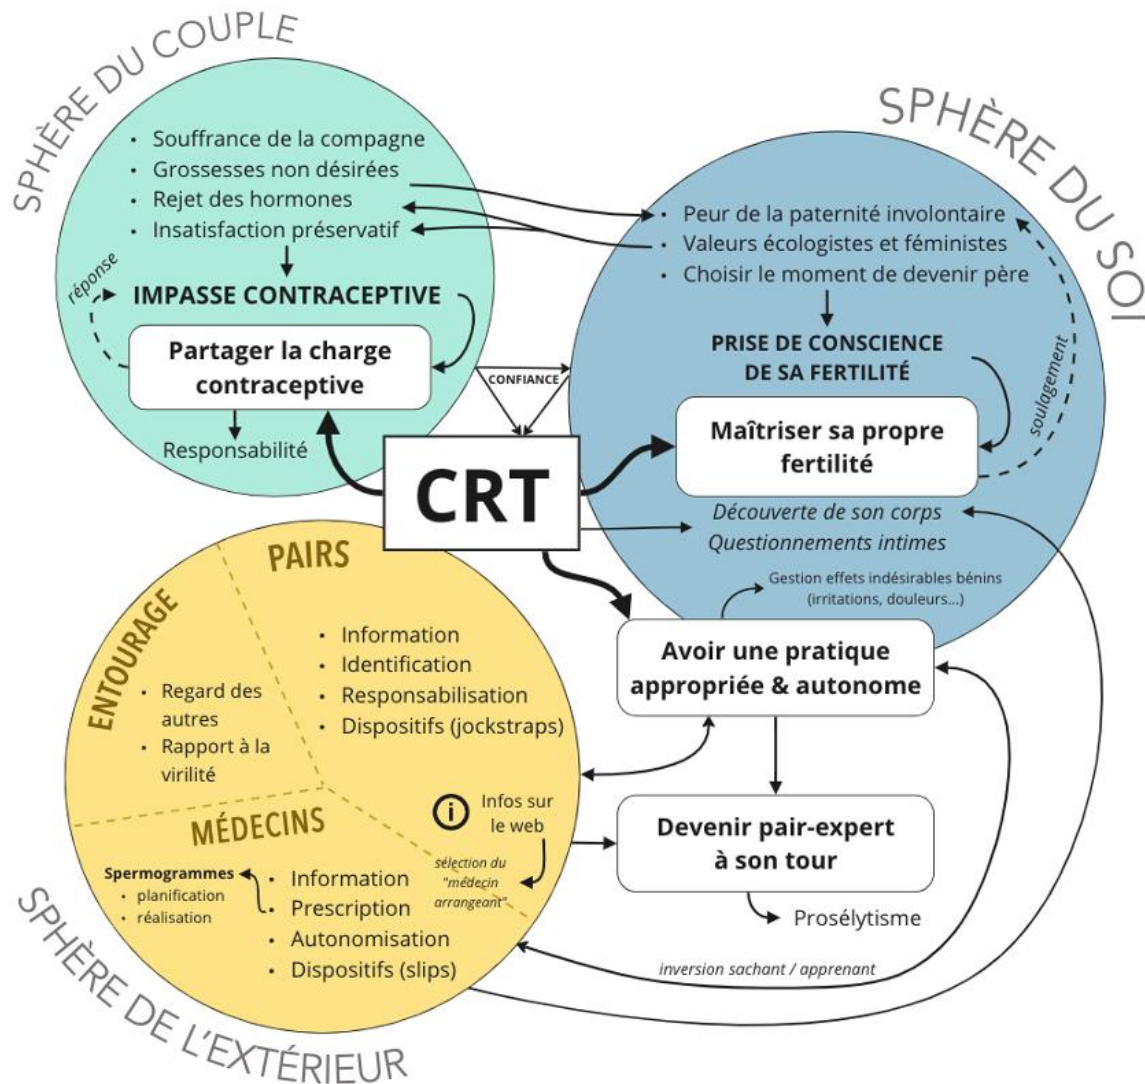 SPHÈRE DU COUPLE
• Souffrance de la compagne
• Grossesses non désirées
• Rejet des hormones
• Insatisfaction préservatif
réponse
IMPASSE CONTRACEPTIVE
Partager la charge
contraceptive
Responsabilité
SPHÈRE DU SOI
• Peur de la paternité involontaire
• Valeurs écologistes et féministes
• Choisir le moment de devenir père
PRISE DE CONSCIENCE
DE SA FERTILITÉ
soulagement
Maîtriser sa propre
fertilité
Découverte de son corps
Questionnements intimes
Gestion effets indésirables bénins
(irritations, douleurs...)
CONFIANCE
CRT
Avoir une pratique
appropriée & autonome
Devenir pair-expert
à son tour
Prosélytisme
inversion sachant / apprenant
PAIRS
• Information
• Identification
• Responsabilisation
• Dispositifs (jockstraps)
ENTOURAGE
• Regard des
autres
• Rapport à la
virilité
i
Infos sur
le web
sélection du
"médecin
arrangeant"
MÉDECINS
Spermogrammes
• planification
• réalisation
• Information
• Prescription
• Autonomisation
• Dispositifs (slips)
SPHÈRE DE L'EXTÉRIEUR